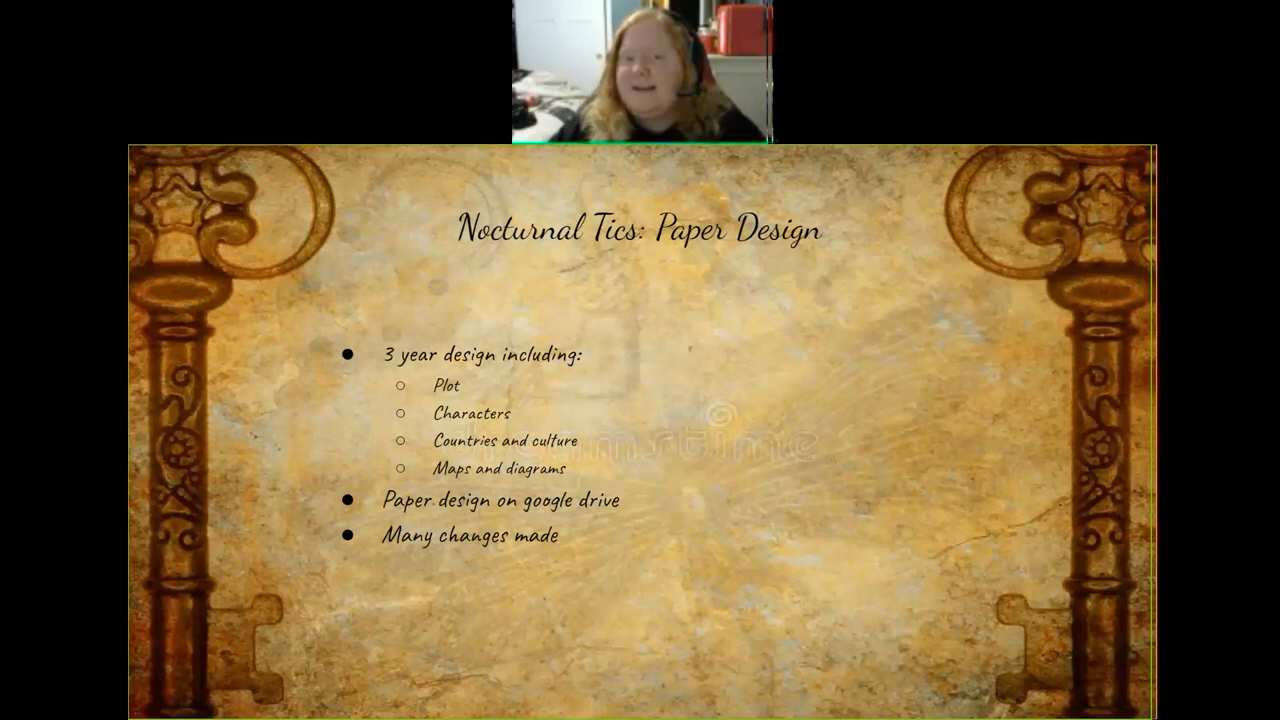 Nocturnal Tics: Paper Design
3 year design including:
Plot
Characters
Countries and culture
Maps and diagrams
dreamstime
Paper design on google drive
Many changes made